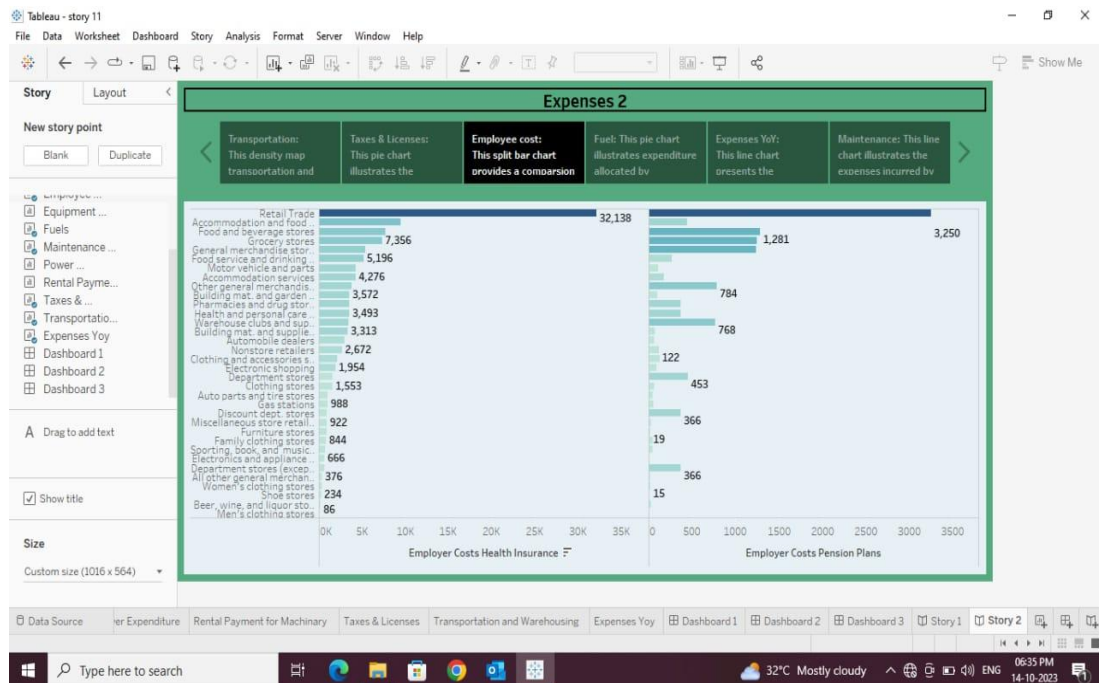 Tableau - story 11
File Data Worksheet Dashboard Story Analysis Format Server Window Help
Show Me
Story Layout
New story point
Blank Duplicate
Equipment ...
Fuels
Maintenance ...
Power ...
Rental Payme...
Taxes & ...
Transportatio...
Expenses Yoy
Dashboard 1
Dashboard 2
Dashboard 3
A Drag to add text
Show title
Size
Custom size (1016 x 564)
Expenses 2
Transportation:
This density map
transportation and
Taxes & Licenses:
This pie chart
illustrates the
Employee cost:
This split bar chart
provides a comparsion
Fuel: This pie chart
illustrates expenditure
allocated by
Expenses YoY:
This line chart
presents the
Maintenance: This line
chart illustrates the
expenses incurred by
Retail Trade 32,138 3,250
Accommodation and food ..
Food and beverage stores
Grocery stores 7,356 1,281
General merchandise stor..
Food service and drinking .. 5,196
Motor vehicle and parts
Accommodation services 4,276
Other general merchandis..
Building mat. and garden .. 3,572 784
Pharmacies and drug stor..
Health and personal care .. 3,493
Warehouse clubs and sup..
Building mat. and supplie.. 3,313 768
Automobile dealers
Nonstore retailers 2,672
Clothing and accessories s.. 122
Electronic shopping 1,954
Department stores
Clothing stores 1,553 453
Auto parts and tire stores
Gas stations 988
Discount dept. stores
Miscellaneous store retail.. 922 366
Furniture stores
Family clothing stores 844 19
Sporting, book, and music..
Electronics and appliance .. 666
Department stores (excep..
All other general merchan.. 376 366
Women's clothing stores
Shoe stores 234 15
Beer, wine, and liquor sto..
Men's clothing stores 86
0K 5K 10K 15K 20K 25K 30K 35K 0 500 1000 1500 2000 2500 3000 3500
Employer Costs Health Insurance Employer Costs Pension Plans
Data Source er Expenditure Rental Payment for Machinary Taxes & Licenses Transportation and Warehousing Expenses Yoy Dashboard 1 Dashboard 2 Dashboard 3 Story 1 Story 2
Type here to search 32°C Mostly cloudy ENG 06:35 PM
14-10-2023